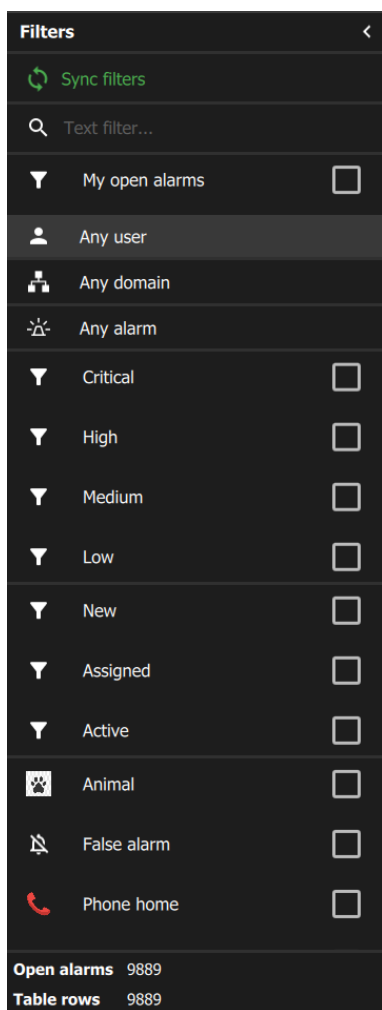 Filters
Sync filters
Text filter...
My open alarms
Any user
Any domain
Any alarm
Critical
High
Medium
Low
New
Assigned
Active
Animal
False alarm
Phone home
Open alarms 9889
Table rows 9889